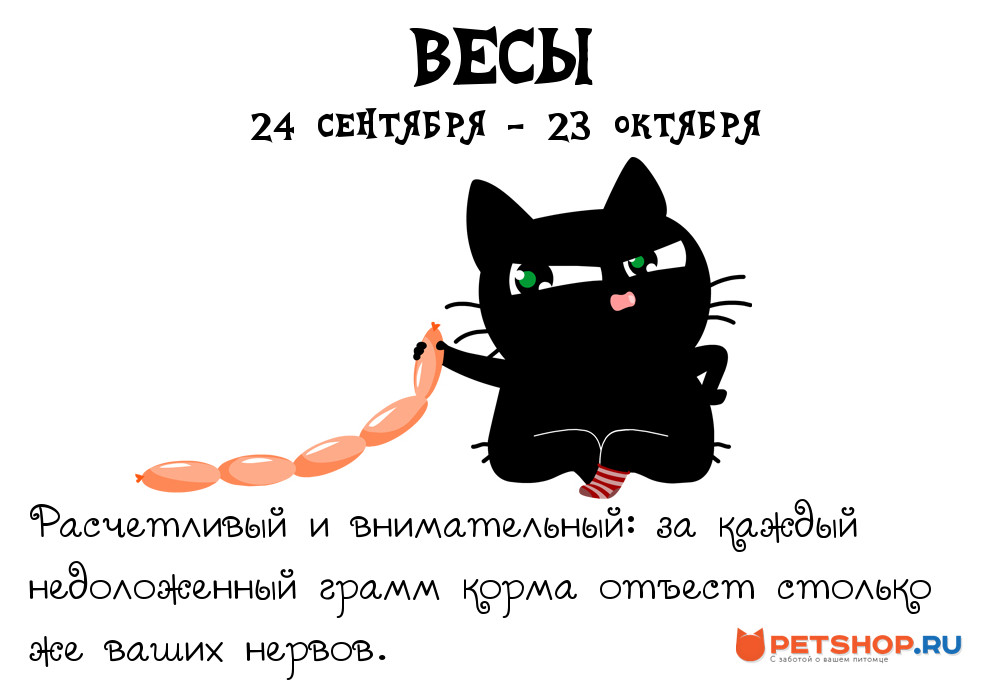 ВЕСЫ
24 СЕНТЯБРЯ - 23 ОКТЯБРЯ
Расчетливый и внимательный: за каждый
недоложенный грамм корма отъест столько
же ваших нервов.
PETSHOP.RU
С заботой о вашем питомце